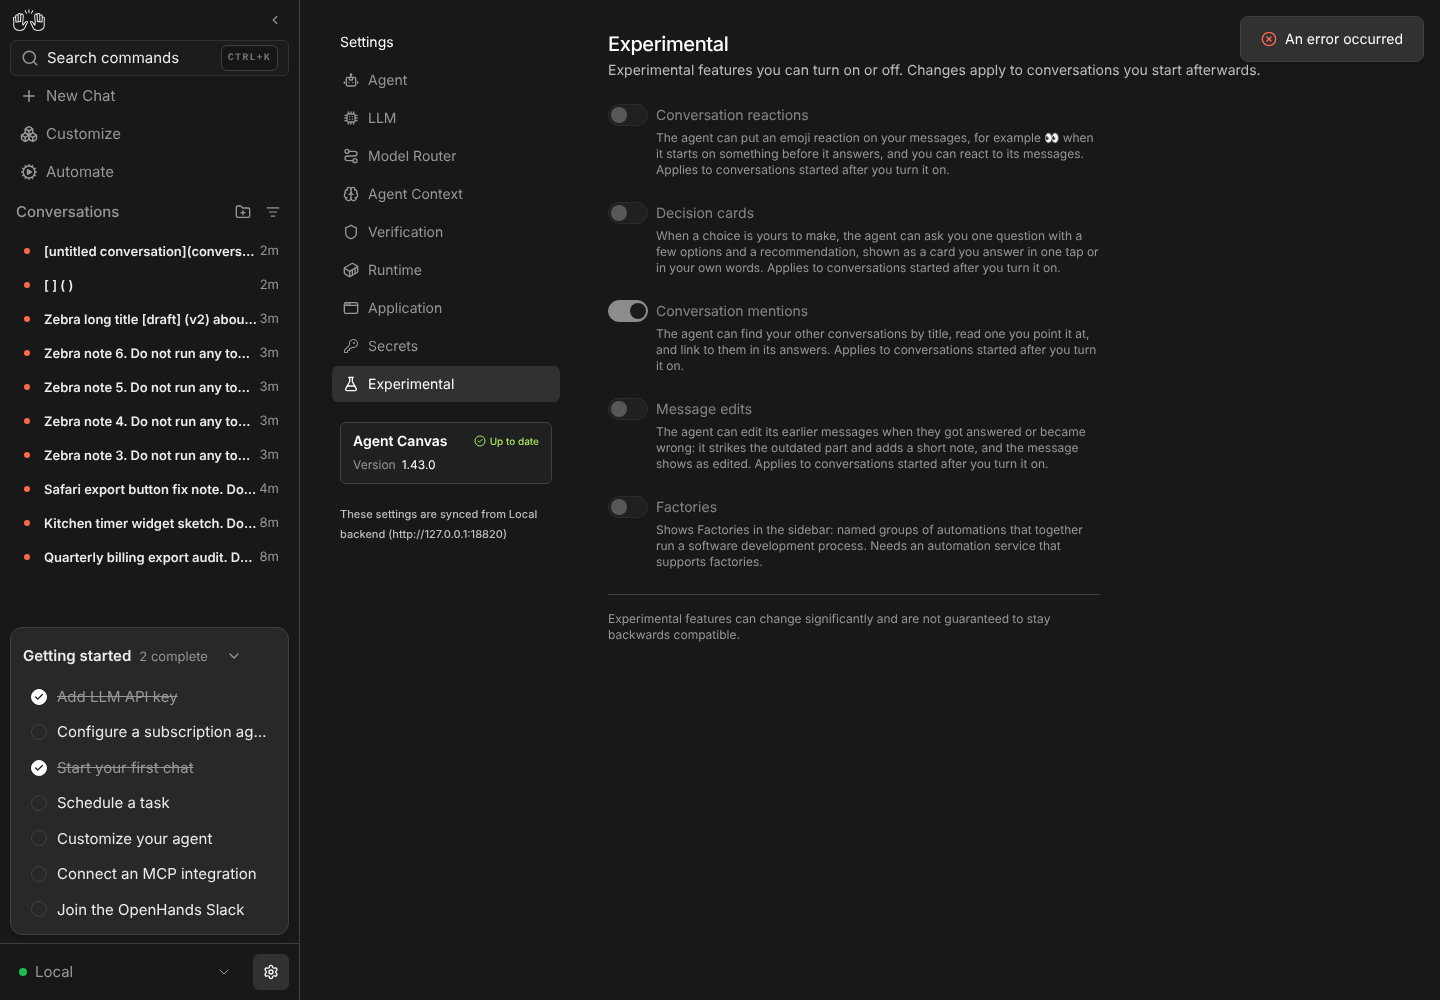 Search commands
CTRL+K
New Chat
Customize
Automate
Conversations
[untitled conversation](convers... 2m
[ ] ( ) 2m
Zebra long title [draft] (v2) abou... 3m
Zebra note 6. Do not run any to... 3m
Zebra note 5. Do not run any to... 3m
Zebra note 4. Do not run any to... 3m
Zebra note 3. Do not run any to... 3m
Safari export button fix note. Do... 4m
Kitchen timer widget sketch. Do... 8m
Quarterly billing export audit. D... 8m
Getting started 2 complete
Add LLM API key
Configure a subscription ag...
Start your first chat
Schedule a task
Customize your agent
Connect an MCP integration
Join the OpenHands Slack
Local
Settings
Agent
LLM
Model Router
Agent Context
Verification
Runtime
Application
Secrets
Experimental
Agent Canvas
Up to date
Version 1.43.0
These settings are synced from Local
backend (http://127.0.0.1:18820)
Experimental
Experimental features you can turn on or off. Changes apply to conversations you start afterwards.
Conversation reactions
The agent can put an emoji reaction on your messages, for example 👀 when
it starts on something before it answers, and you can react to its messages.
Applies to conversations started after you turn it on.
Decision cards
When a choice is yours to make, the agent can ask you one question with a
few options and a recommendation, shown as a card you answer in one tap or
in your own words. Applies to conversations started after you turn it on.
Conversation mentions
The agent can find your other conversations by title, read one you point it at,
and link to them in its answers. Applies to conversations started after you turn
it on.
Message edits
The agent can edit its earlier messages when they got answered or became
wrong: it strikes the outdated part and adds a short note, and the message
shows as edited. Applies to conversations started after you turn it on.
Factories
Shows Factories in the sidebar: named groups of automations that together
run a software development process. Needs an automation service that
supports factories.
Experimental features can change significantly and are not guaranteed to stay
backwards compatible.
An error occurred